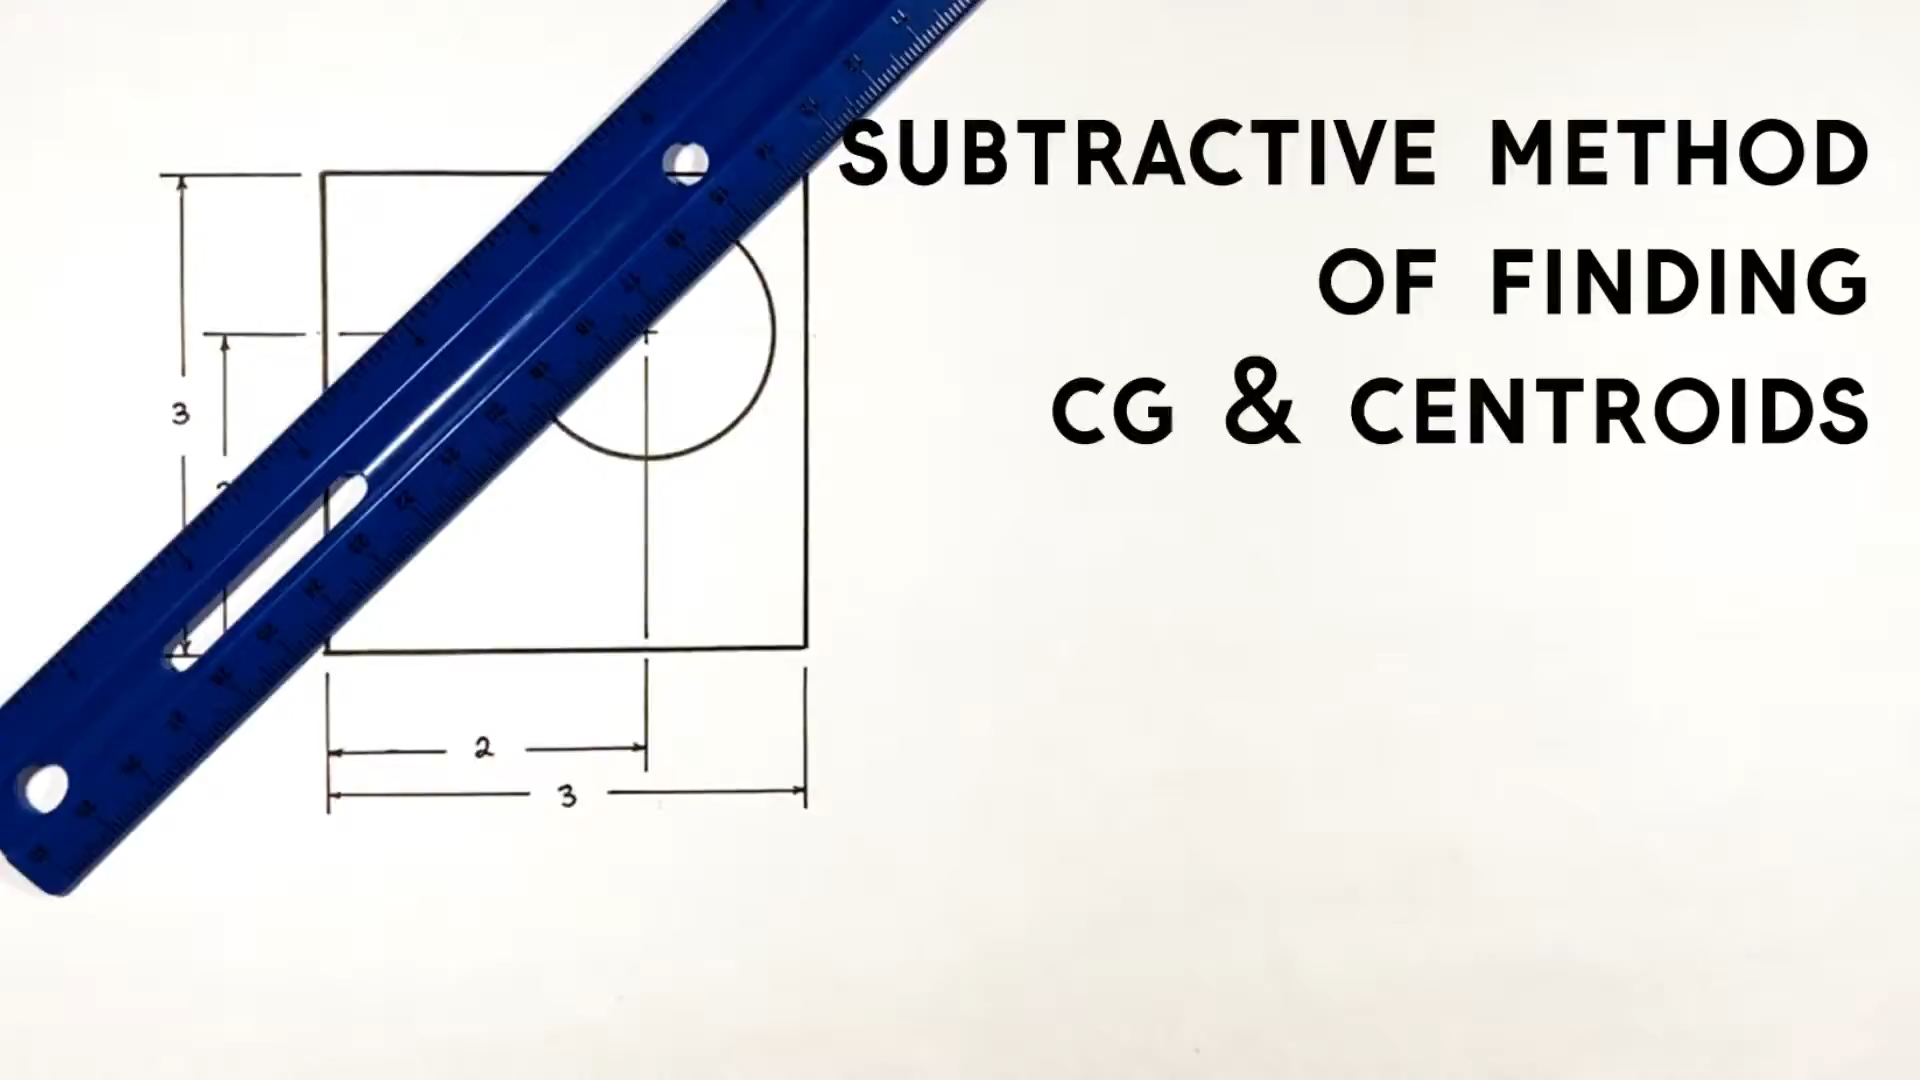 SUBTRACTIVE METHOD
OF FINDING
CG & CENTROIDS
3
2
3